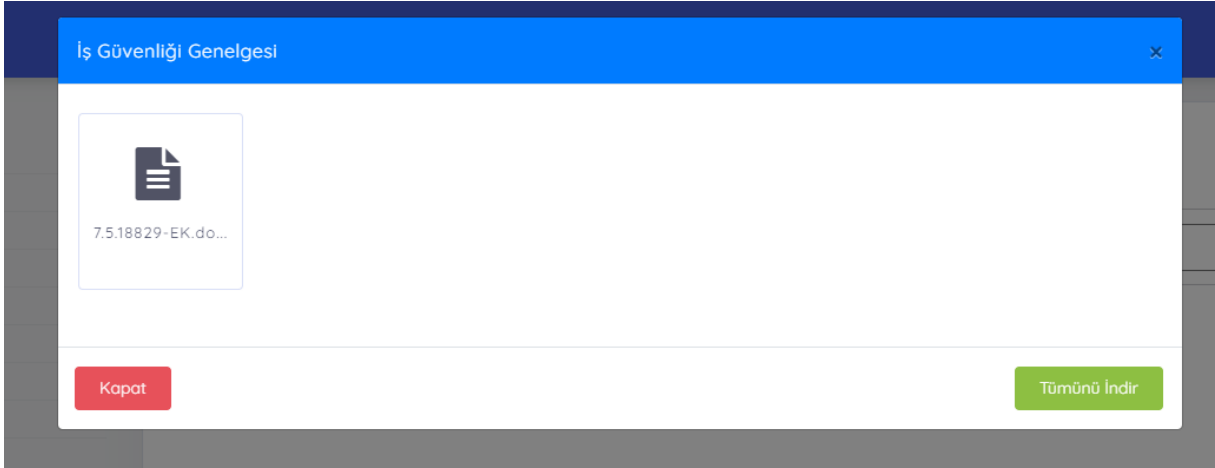 İş Güvenliği Genelgesi
×
7.5.18829-EK.do...
Kapat
Tümünü İndir